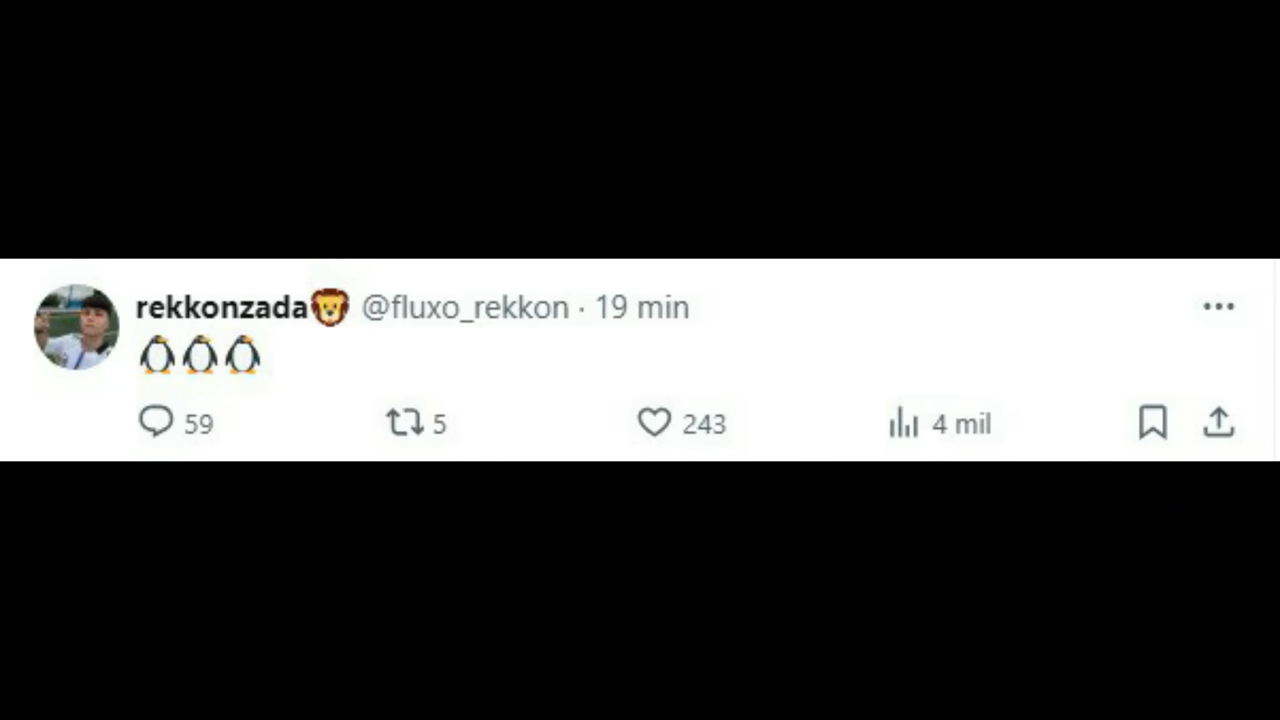 rekkonzada🦁 @fluxo_rekkon · 19 min
🐧🐧🐧
59 5 243 4 mil